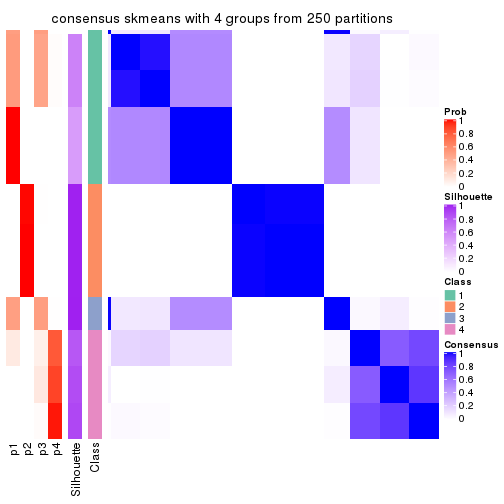 consensus skmeans with 4 groups from 250 partitions
Prob
1
0.8
0.6
0.4
0.2
0
Silhouette
1
0.8
0.6
0.4
0.2
0
Class
1
2
3
4
Consensus
1
0.8
0.6
0.4
0.2
0
p1
p2
p3
p4
Silhouette
Class